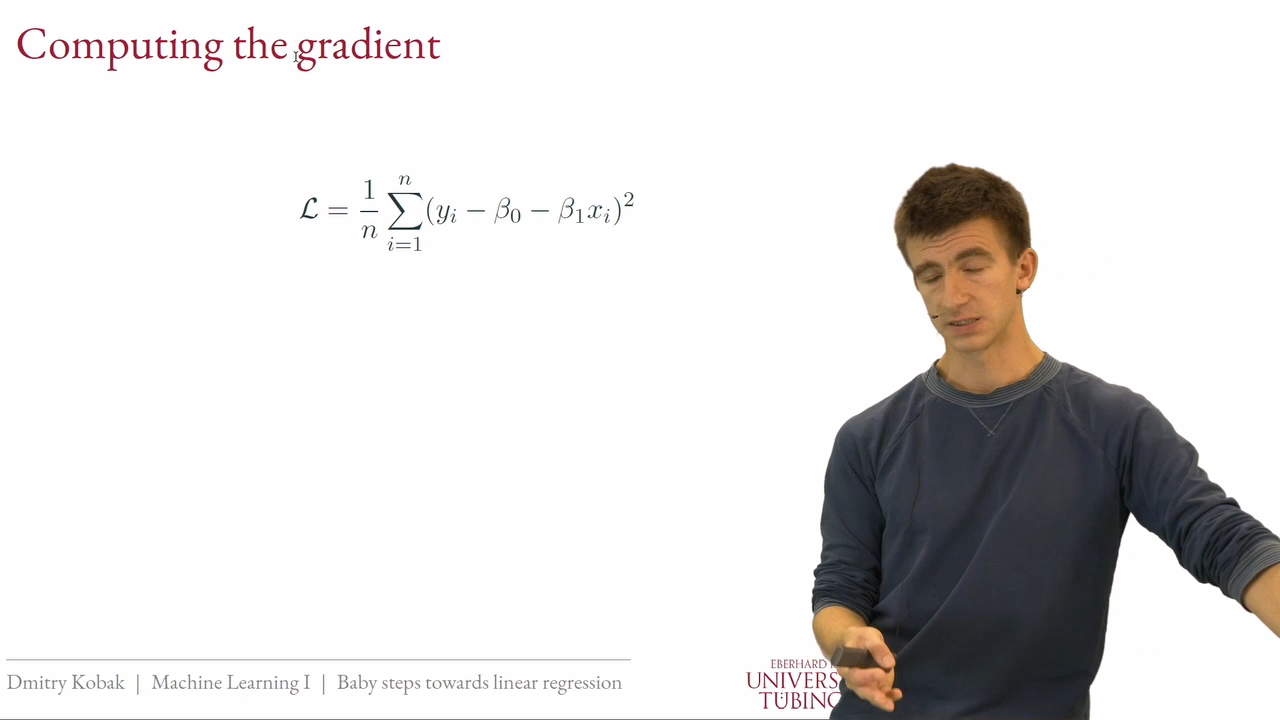 Computing the gradient
ℒ = 1/n ∑_{i=1}^{n} (y_i − β_0 − β_1 x_i)^2
Dmitry Kobak | Machine Learning I | Baby steps towards linear regression
EBERHARD
UNIVERS
TÜBING